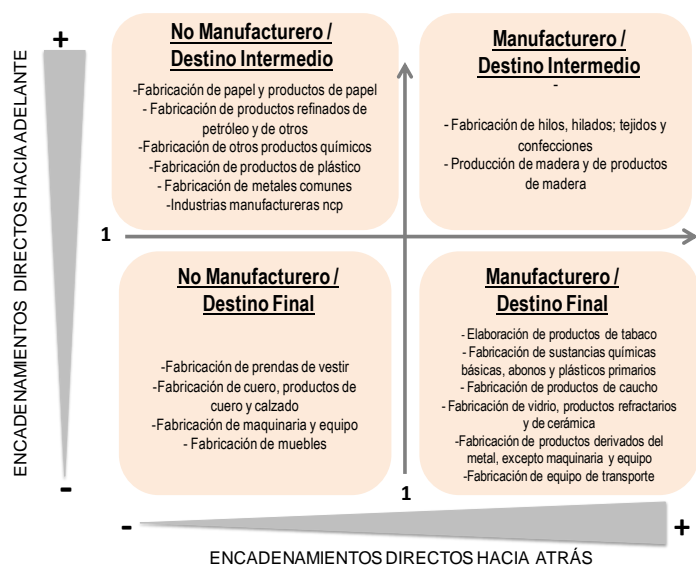 ENCADENAMIENTOS DIRECTOS HACIA ADELANTE
+
-
No Manufacturero /
Destino Intermedio
-Fabricación de papel y productos de papel
- Fabricación de productos refinados de
petróleo y de otros
-Fabricación de otros productos químicos
-Fabricación de productos de plástico
- Fabricación de metales comunes
-Industrias manufactureras ncp
Manufacturero /
Destino Intermedio
-
- Fabricación de hilos, hilados; tejidos y
confecciones
- Producción de madera y de productos
de madera
1
No Manufacturero /
Destino Final
-Fabricación de prendas de vestir
-Fabricación de cuero, productos de
cuero y calzado
-Fabricación de maquinaria y equipo
- Fabricación de muebles
Manufacturero /
Destino Final
- Elaboración de productos de tabaco
- Fabricación de sustancias químicas
básicas, abonos y plásticos primarios
- Fabricación de productos de caucho
- Fabricación de vidrio, productos refractarios
y de cerámica
-Fabricación de productos derivados del
metal, excepto maquinaria y equipo
-Fabricación de equipo de transporte
1
-
+
ENCADENAMIENTOS DIRECTOS HACIA ATRÁS